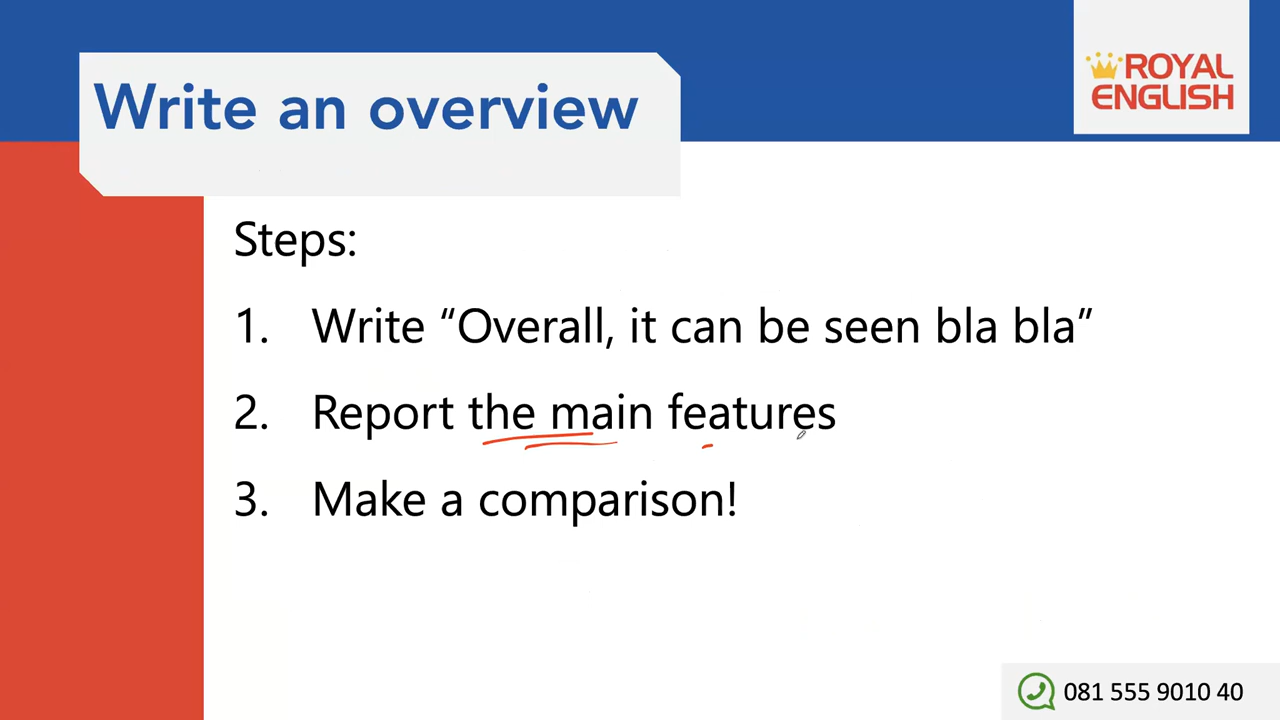 Write an overview
ROYAL
ENGLISH
Steps:
1. Write “Overall, it can be seen bla bla”
2. Report the main features
3. Make a comparison!
081 555 9010 40